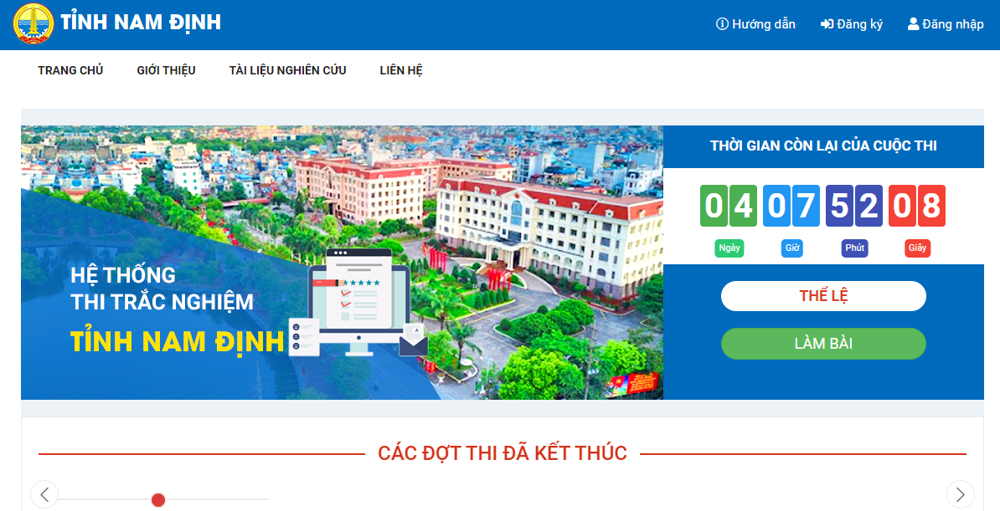 TỈNH NAM ĐỊNH
Hướng dẫn
Đăng ký
Đăng nhập
TRANG CHỦ
GIỚI THIỆU
TÀI LIỆU NGHIÊN CỨU
LIÊN HỆ
HỆ THỐNG
THI TRẮC NGHIỆM
TỈNH NAM ĐỊNH
THỜI GIAN CÒN LẠI CỦA CUỘC THI
04 07 52 08
Ngày Giờ Phút Giây
THỂ LỆ
LÀM BÀI
CÁC ĐỢT THI ĐÃ KẾT THÚC